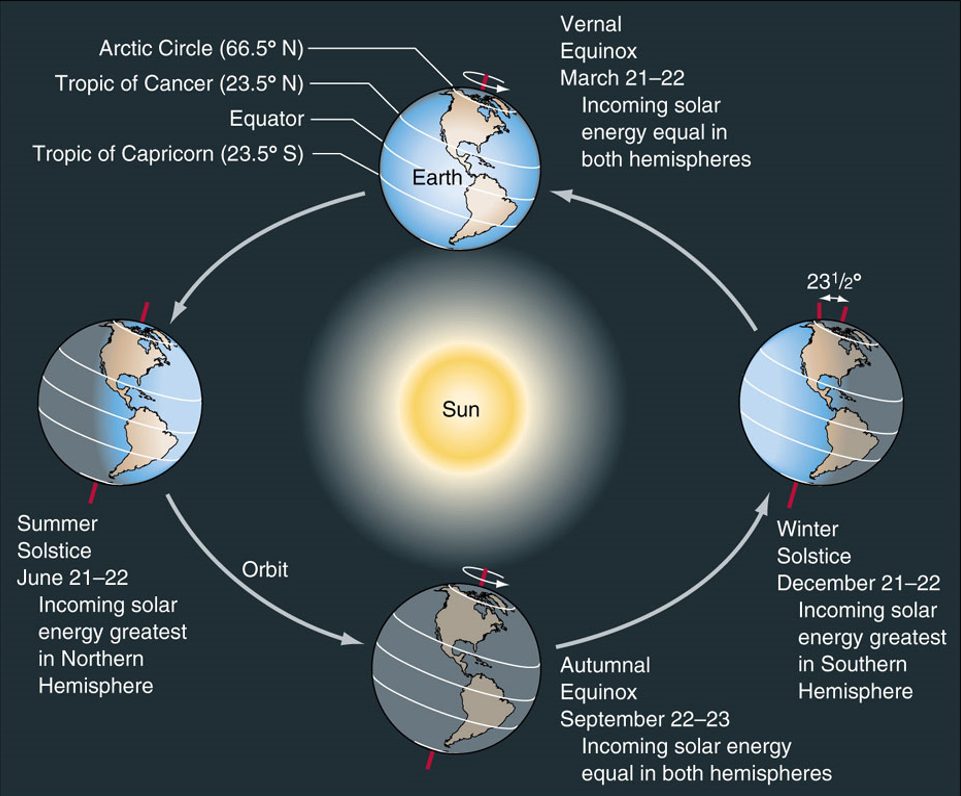 Arctic Circle (66.5° N)
Tropic of Cancer (23.5° N)
Equator
Tropic of Capricorn (23.5° S)
Earth
Vernal
Equinox
March 21–22
Incoming solar
energy equal in
both hemispheres
23 1/2°
Sun
Summer
Solstice
June 21–22
Incoming solar
energy greatest
in Northern
Hemisphere
Orbit
Winter
Solstice
December 21–22
Incoming solar
energy greatest
in Southern
Hemisphere
Autumnal
Equinox
September 22–23
Incoming solar energy
equal in both hemispheres